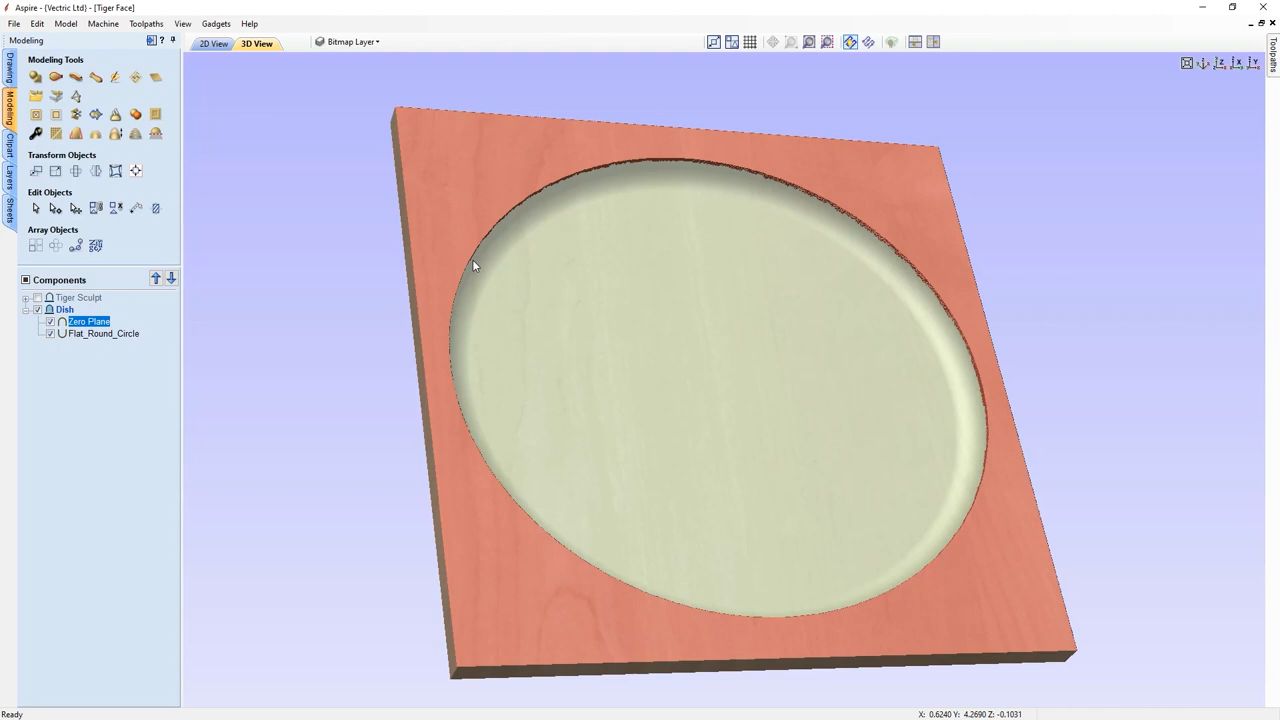 Aspire - {Vectric Ltd} - [Tiger Face]
File Edit Model Machine Toolpaths View Gadgets Help
Modeling ?
2D View 3D View Bitmap Layer
Toolpaths
Drawing
Modeling
Clipart
Layers
Sheets
Modeling Tools
Transform Objects
Edit Objects
Array Objects
Components
Tiger Sculpt
Dish
Zero Plane
Flat_Round_Circle
Z X Y
Ready X: 0.6240 Y: 4.2690 Z: -0.1031